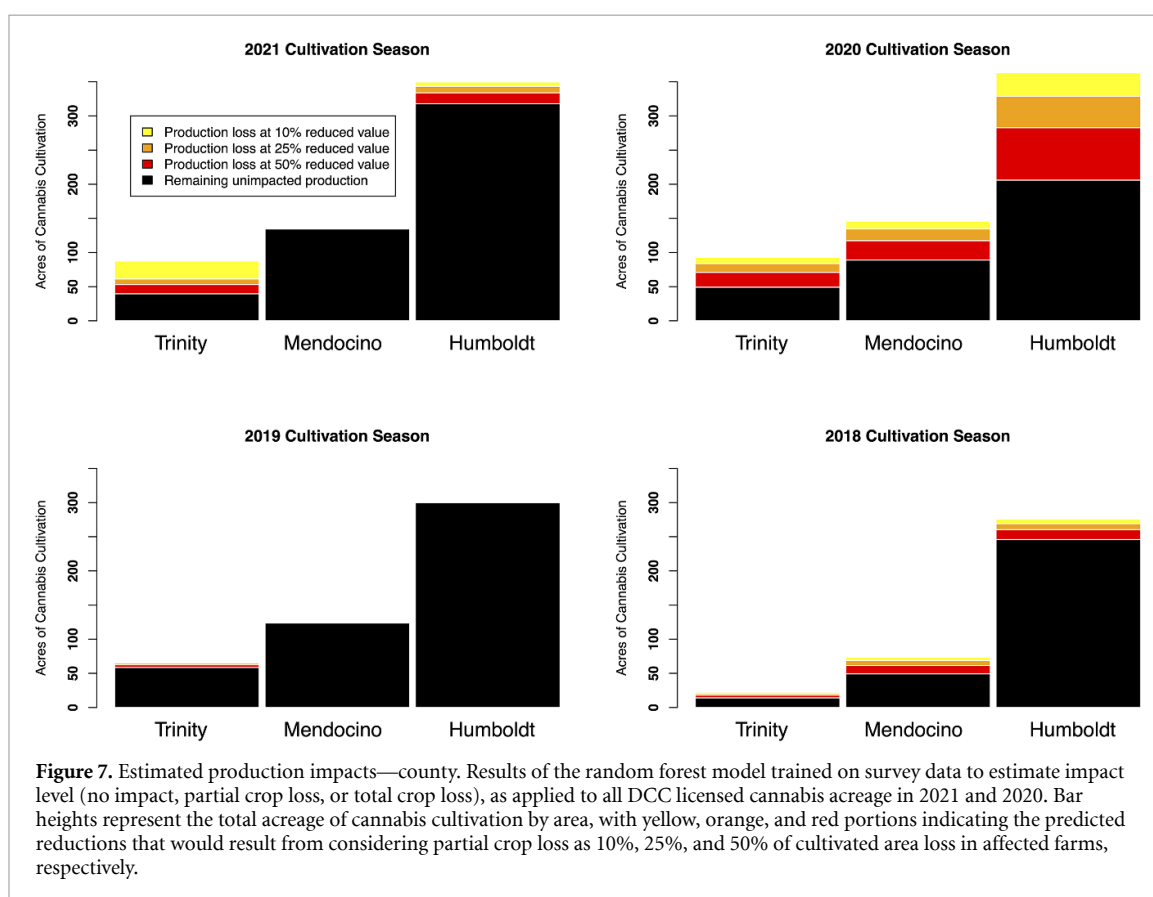 2021 Cultivation Season
Acres of Cannabis Cultivation
300
200
100
50
0
Production loss at 10% reduced value
Production loss at 25% reduced value
Production loss at 50% reduced value
Remaining unimpacted production
Trinity Mendocino Humboldt
2020 Cultivation Season
Acres of Cannabis Cultivation
300
200
100
50
0
Trinity Mendocino Humboldt
2019 Cultivation Season
Acres of Cannabis Cultivation
300
200
100
50
0
Trinity Mendocino Humboldt
2018 Cultivation Season
Acres of Cannabis Cultivation
300
200
100
50
0
Trinity Mendocino Humboldt
Figure 7. Estimated production impacts—county. Results of the random forest model trained on survey data to estimate impact
level (no impact, partial crop loss, or total crop loss), as applied to all DCC licensed cannabis acreage in 2021 and 2020. Bar
heights represent the total acreage of cannabis cultivation by area, with yellow, orange, and red portions indicating the predicted
reductions that would result from considering partial crop loss as 10%, 25%, and 50% of cultivated area loss in affected farms,
respectively.